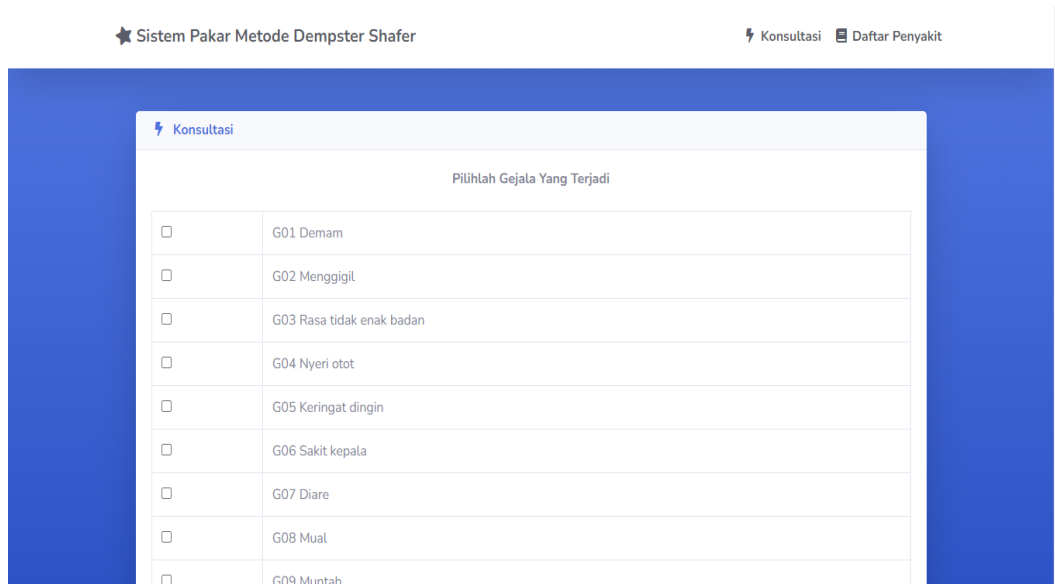 Sistem Pakar Metode Dempster Shafer
Konsultasi Daftar Penyakit
Konsultasi
Pilihlah Gejala Yang Terjadi
G01 Demam
G02 Menggigil
G03 Rasa tidak enak badan
G04 Nyeri otot
G05 Keringat dingin
G06 Sakit kepala
G07 Diare
G08 Mual
G09 Muntah